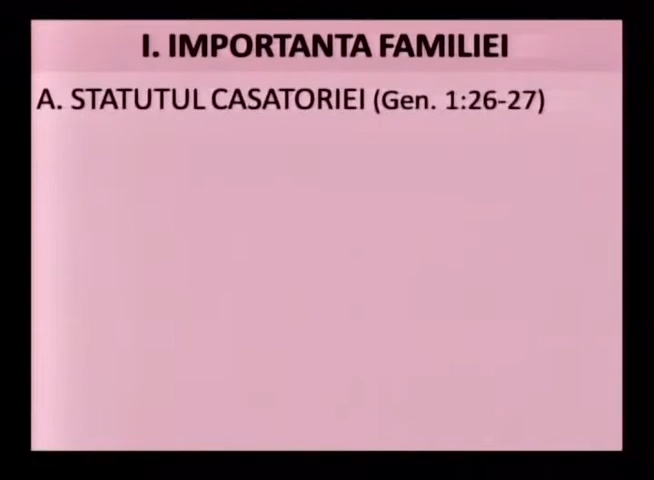 I. IMPORTANTA FAMILIEI
A. STATUTUL CASATORIEI (Gen. 1:26-27)